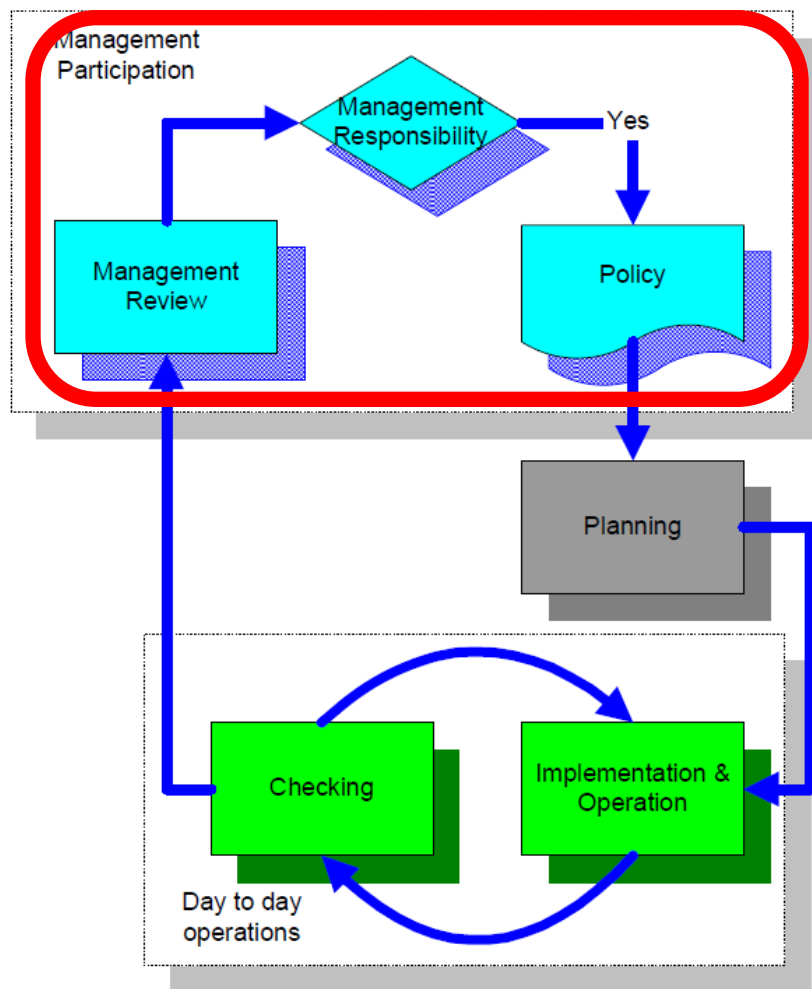 Management
Participation
Management
Responsibility
Yes
Management
Review
Policy
Planning
Checking
Implementation &
Operation
Day to day
operations